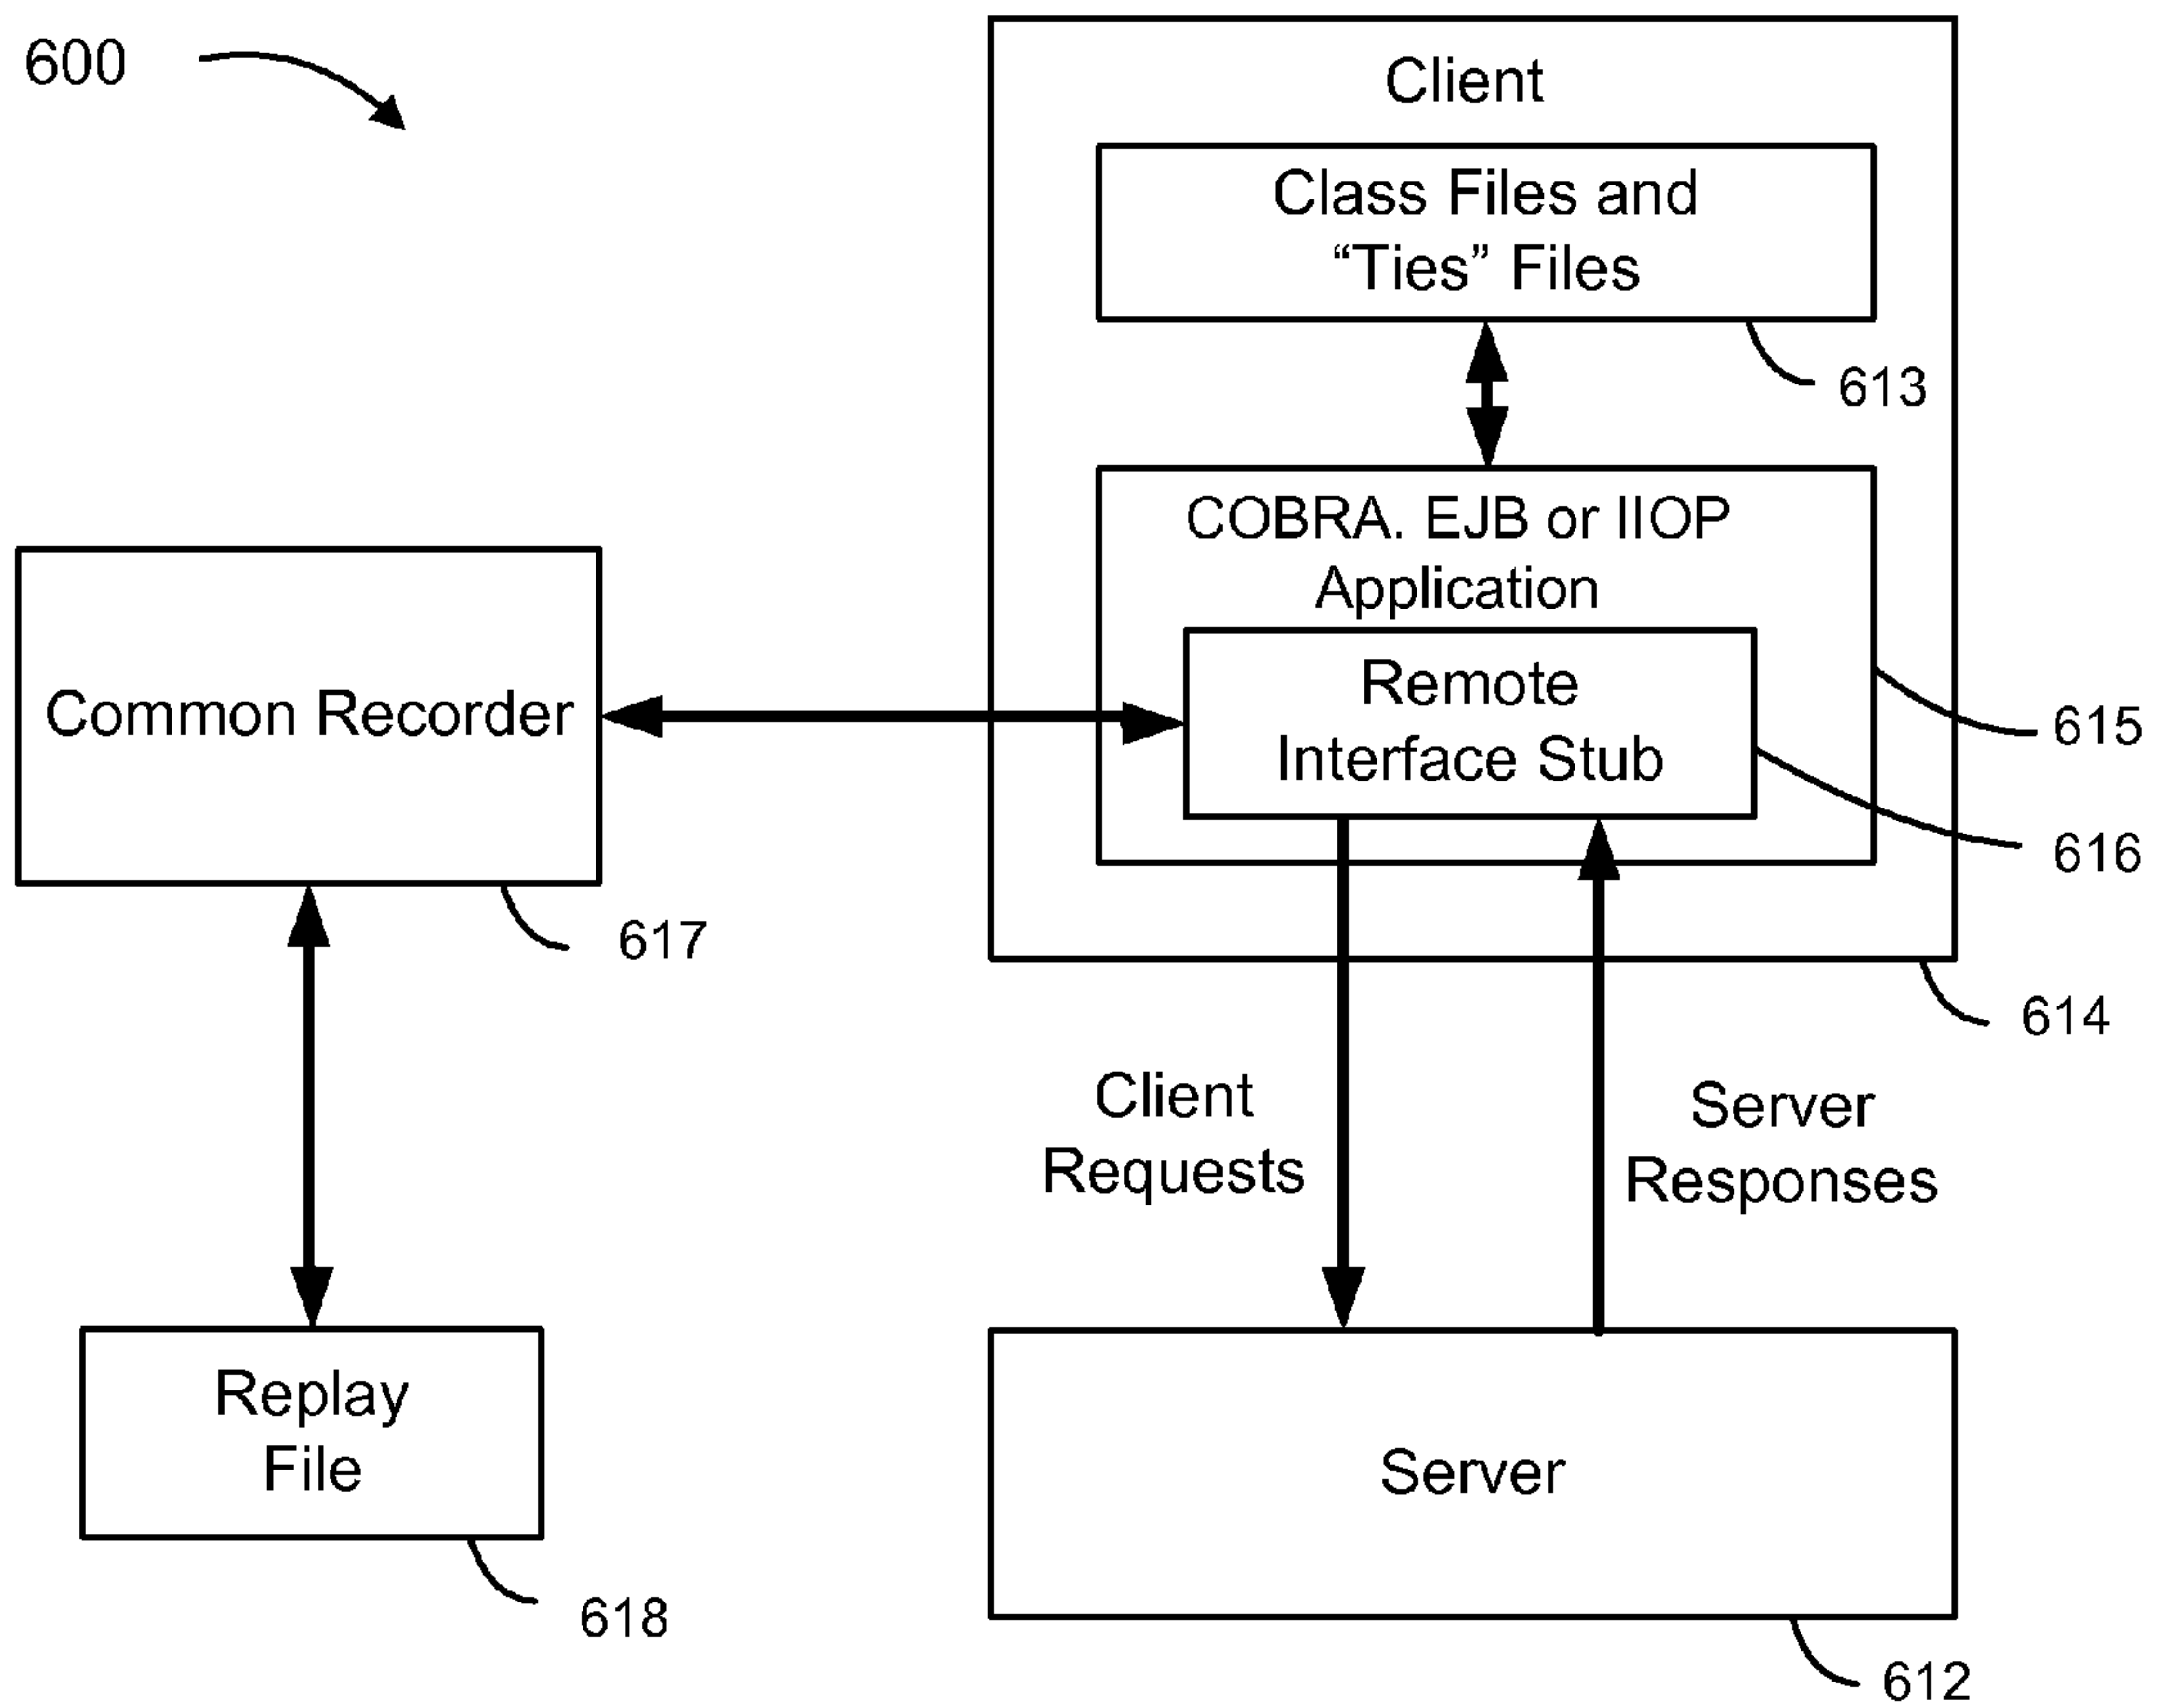 600
Client
Class Files and
“Ties” Files
613
COBRA. EJB or IIOP
Application
Remote
Interface Stub
615
616
Common Recorder
617
614
Client
Requests
Server
Responses
Replay
File
618
Server
612